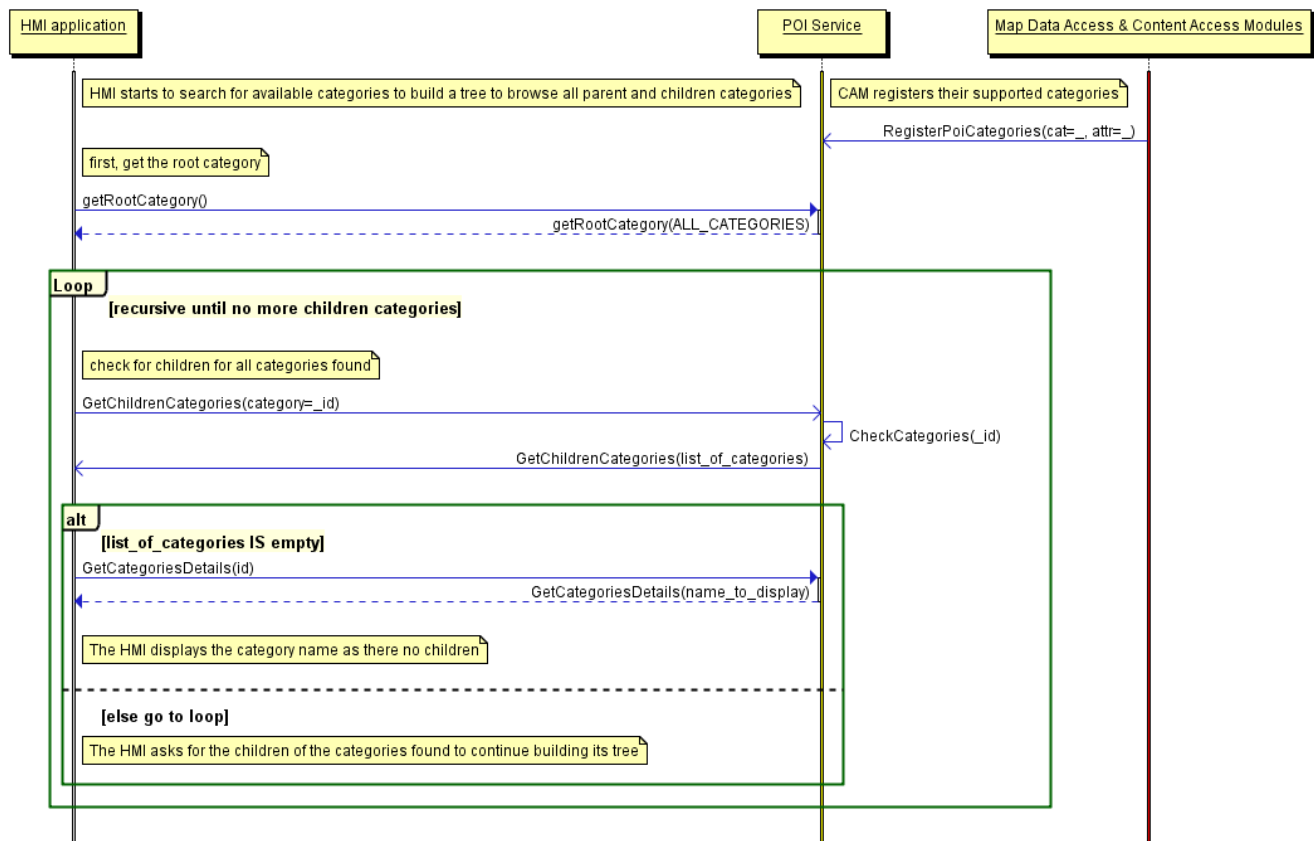 HMI application
POI Service
Map Data Access & Content Access Modules
HMI starts to search for available categories to build a tree to browse all parent and children categories
CAM registers their supported categories
RegisterPoiCategories(cat=_, attr=_)
first, get the root category
getRootCategory()
getRootCategory(ALL_CATEGORIES)
Loop
[recursive until no more children categories]
check for children for all categories found
GetChildrenCategories(category=_id)
CheckCategories(_id)
GetChildrenCategories(list_of_categories)
alt
[list_of_categories IS empty]
GetCategoriesDetails(id)
GetCategoriesDetails(name_to_display)
The HMI displays the category name as there no children
[else go to loop]
The HMI asks for the children of the categories found to continue building its tree